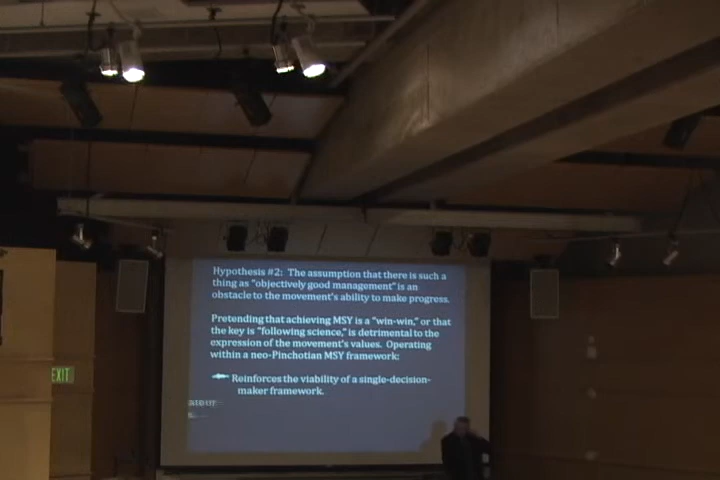 Hypothesis #2: The assumption that there is such a
thing as "objectively good management" is an
obstacle to the movement's ability to make progress.
Pretending that achieving MSY is a "win-win," or that
the key is "following science," is detrimental to the
expression of the movement's values. Operating
within a neo-Pinchotian MSY framework:
Reinforces the viability of a single-decision-
maker framework.
EXIT